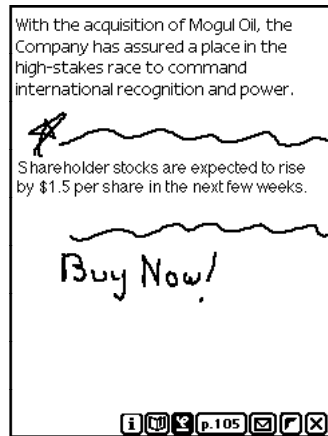 With the acquisition of Mogul Oil, the
Company has assured a place in the
high-stakes race to command
international recognition and power.
Shareholder stocks are expected to rise
by $1.5 per share in the next few weeks.
Buy Now!
i p.105 X